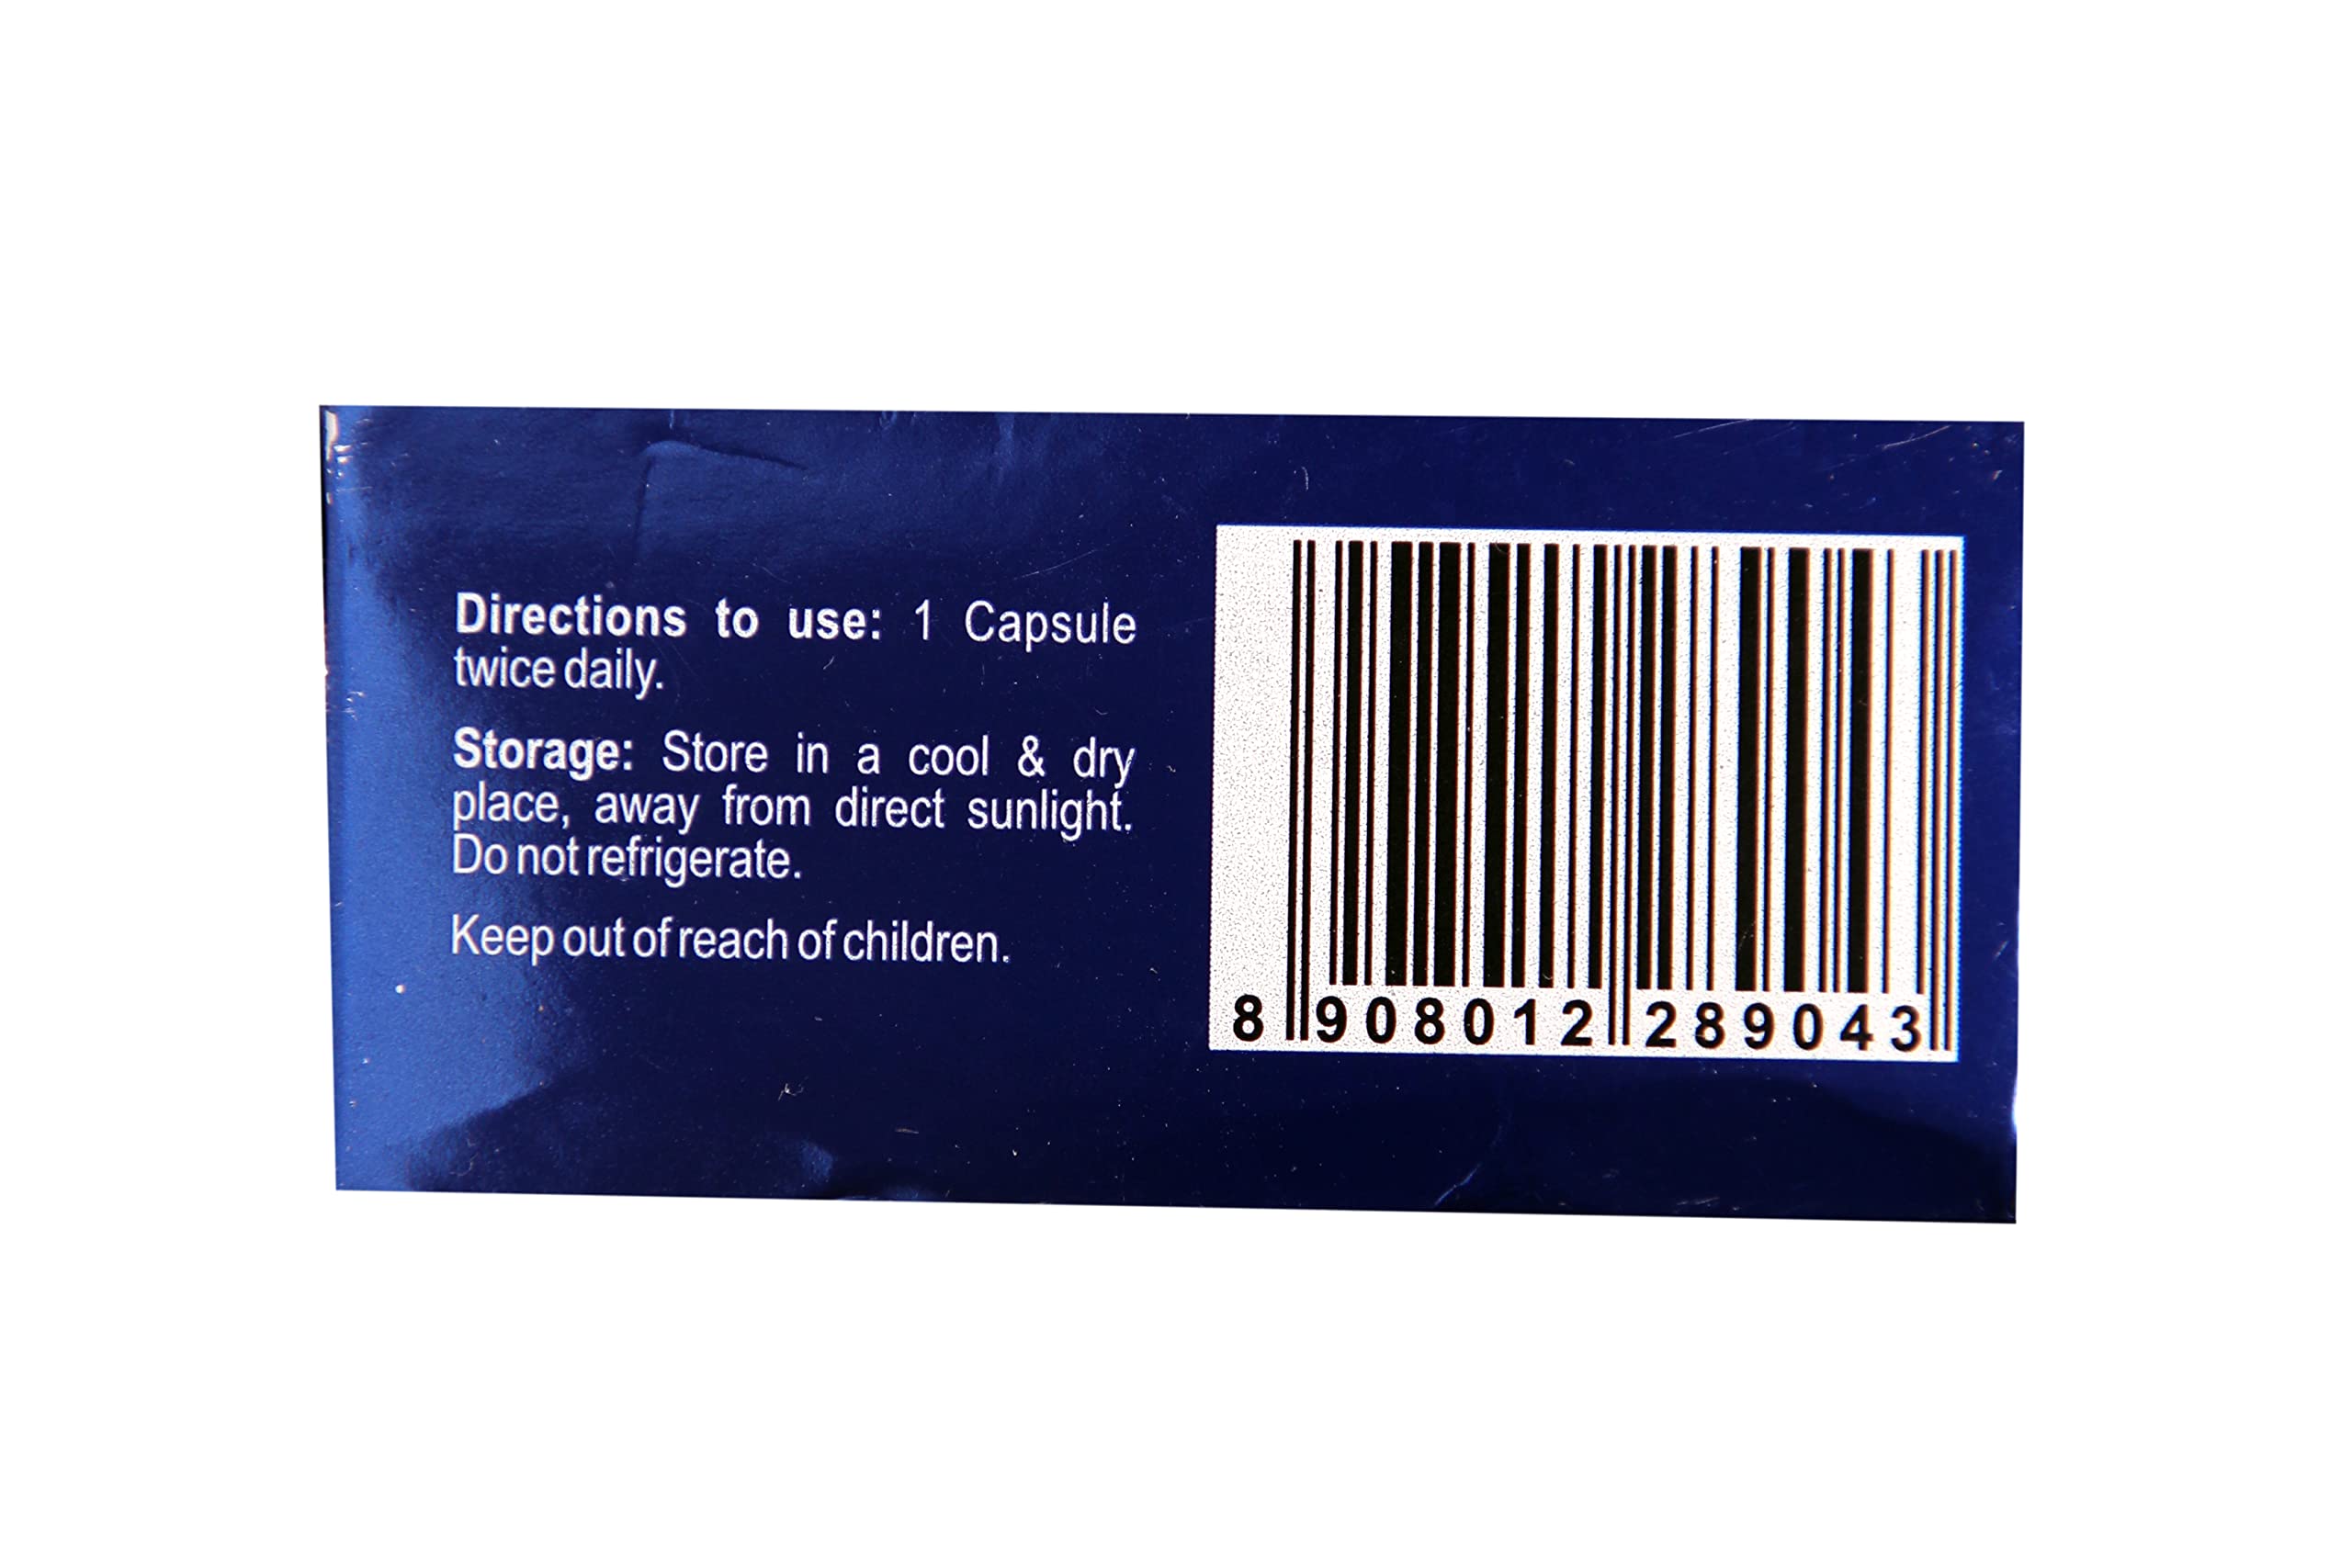 Directions to use: 1 Capsule
twice daily.
Storage: Store in a cool & dry
place, away from direct sunlight.
Do not refrigerate.
Keep out of reach of children.
8 908012 289043